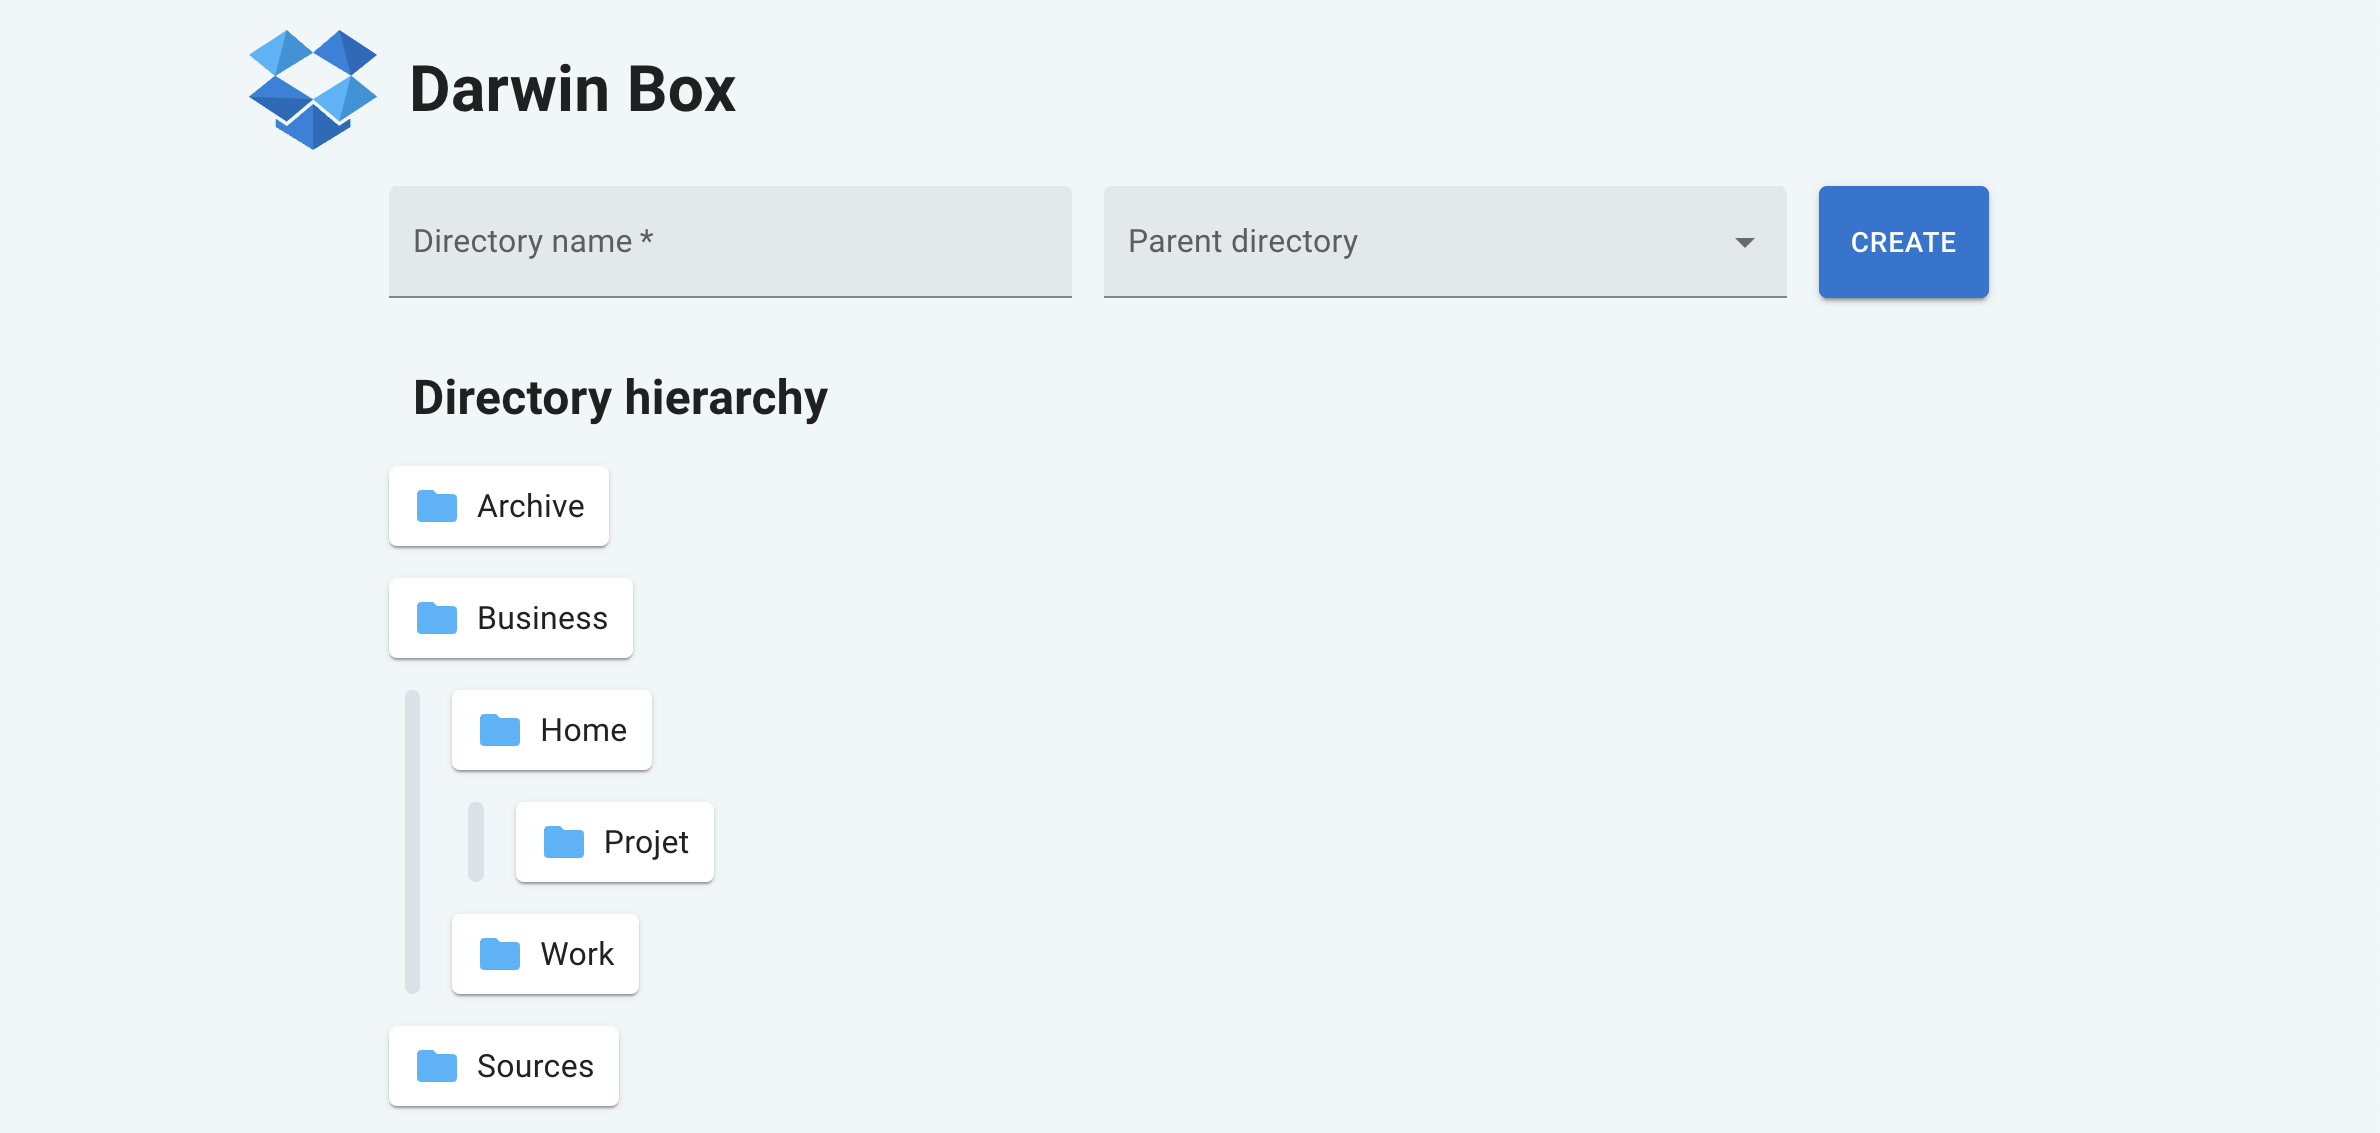 Darwin Box
Directory name *
Parent directory
CREATE
Directory hierarchy
Archive
Business
Home
Projet
Work
Sources